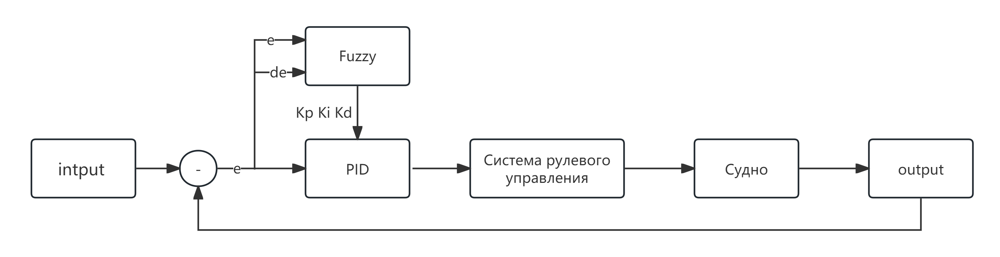 e
Fuzzy
de
Kp Ki Kd
intput
-
e
PID
Система рулевого
управления
Судно
output